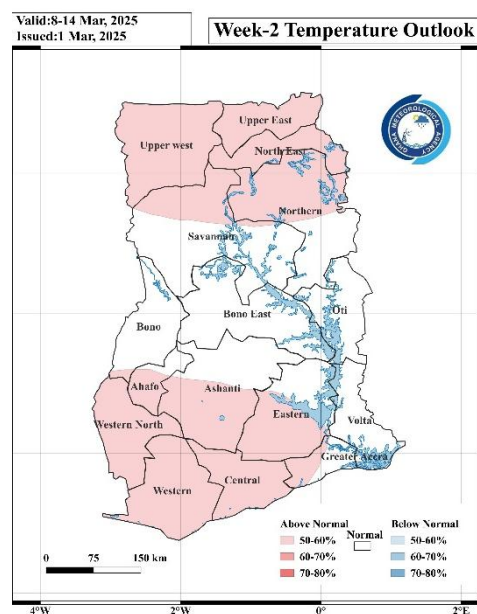 Valid:8-14 Mar, 2025
Issued:1 Mar, 2025
Week-2 Temperature Outlook
GHANA METEOROLOGICAL AGENCY
Upper East
Upper west
North East
Northern
Savannah
Bono
Bono East
Oti
Ahafo
Ashanti
Western North
Eastern
Volta
Greater Accra
Central
Western
Above Normal
Normal
Below Normal
50-60%
50-60%
60-70%
60-70%
70-80%
70-80%
0 75 150 km
4°W 2°W 0° 2°E